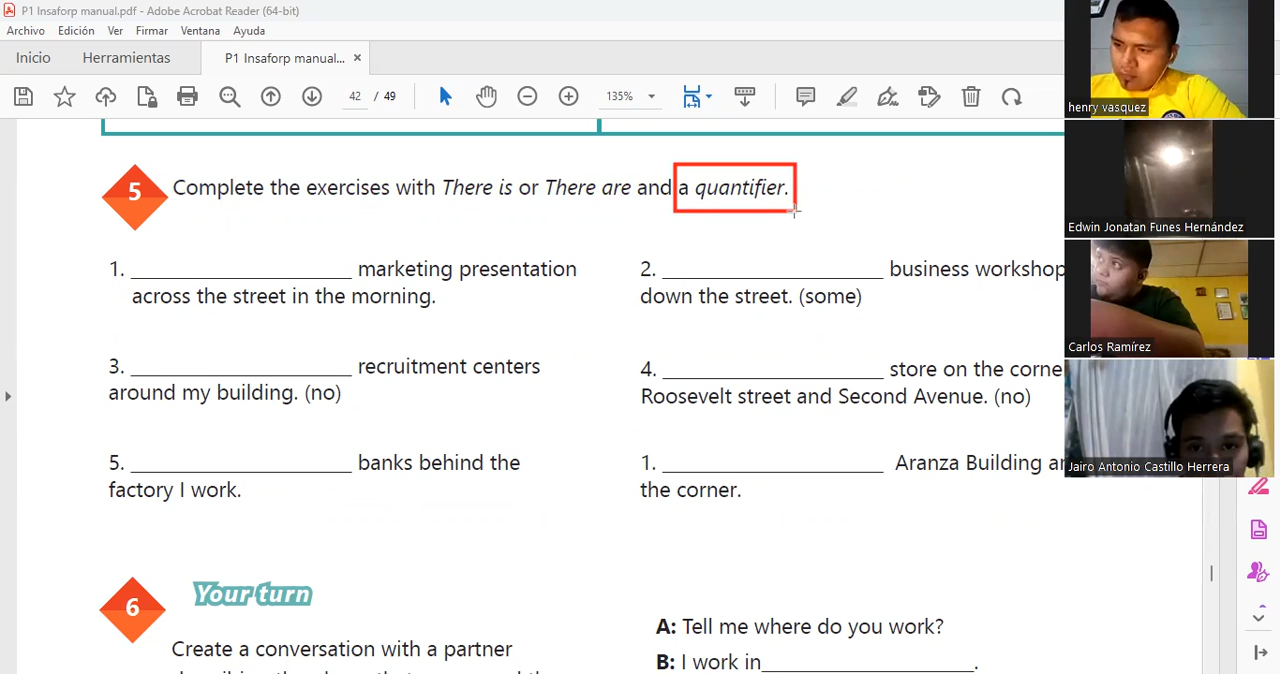 P1 Insaforp manual.pdf - Adobe Acrobat Reader (64-bit)
Archivo Edición Ver Firmar Ventana Ayuda
Inicio Herramientas P1 Insaforp manual... ×
42 / 49 135%
5 Complete the exercises with There is or There are and a quantifier.
1. ____________________ marketing presentation
across the street in the morning.
2. ____________________ business workshop
down the street. (some)
3. ____________________ recruitment centers
around my building. (no)
4. ____________________ store on the corne
Roosevelt street and Second Avenue. (no)
5. ____________________ banks behind the
factory I work.
1. ____________________ Aranza Building
the corner.
6 Your turn
Create a conversation with a partner
A: Tell me where do you work?
B: I work in____________________.
henry vasquez
Edwin Jonatan Funes Hernández
Carlos Ramírez
Jairo Antonio Castillo Herrera